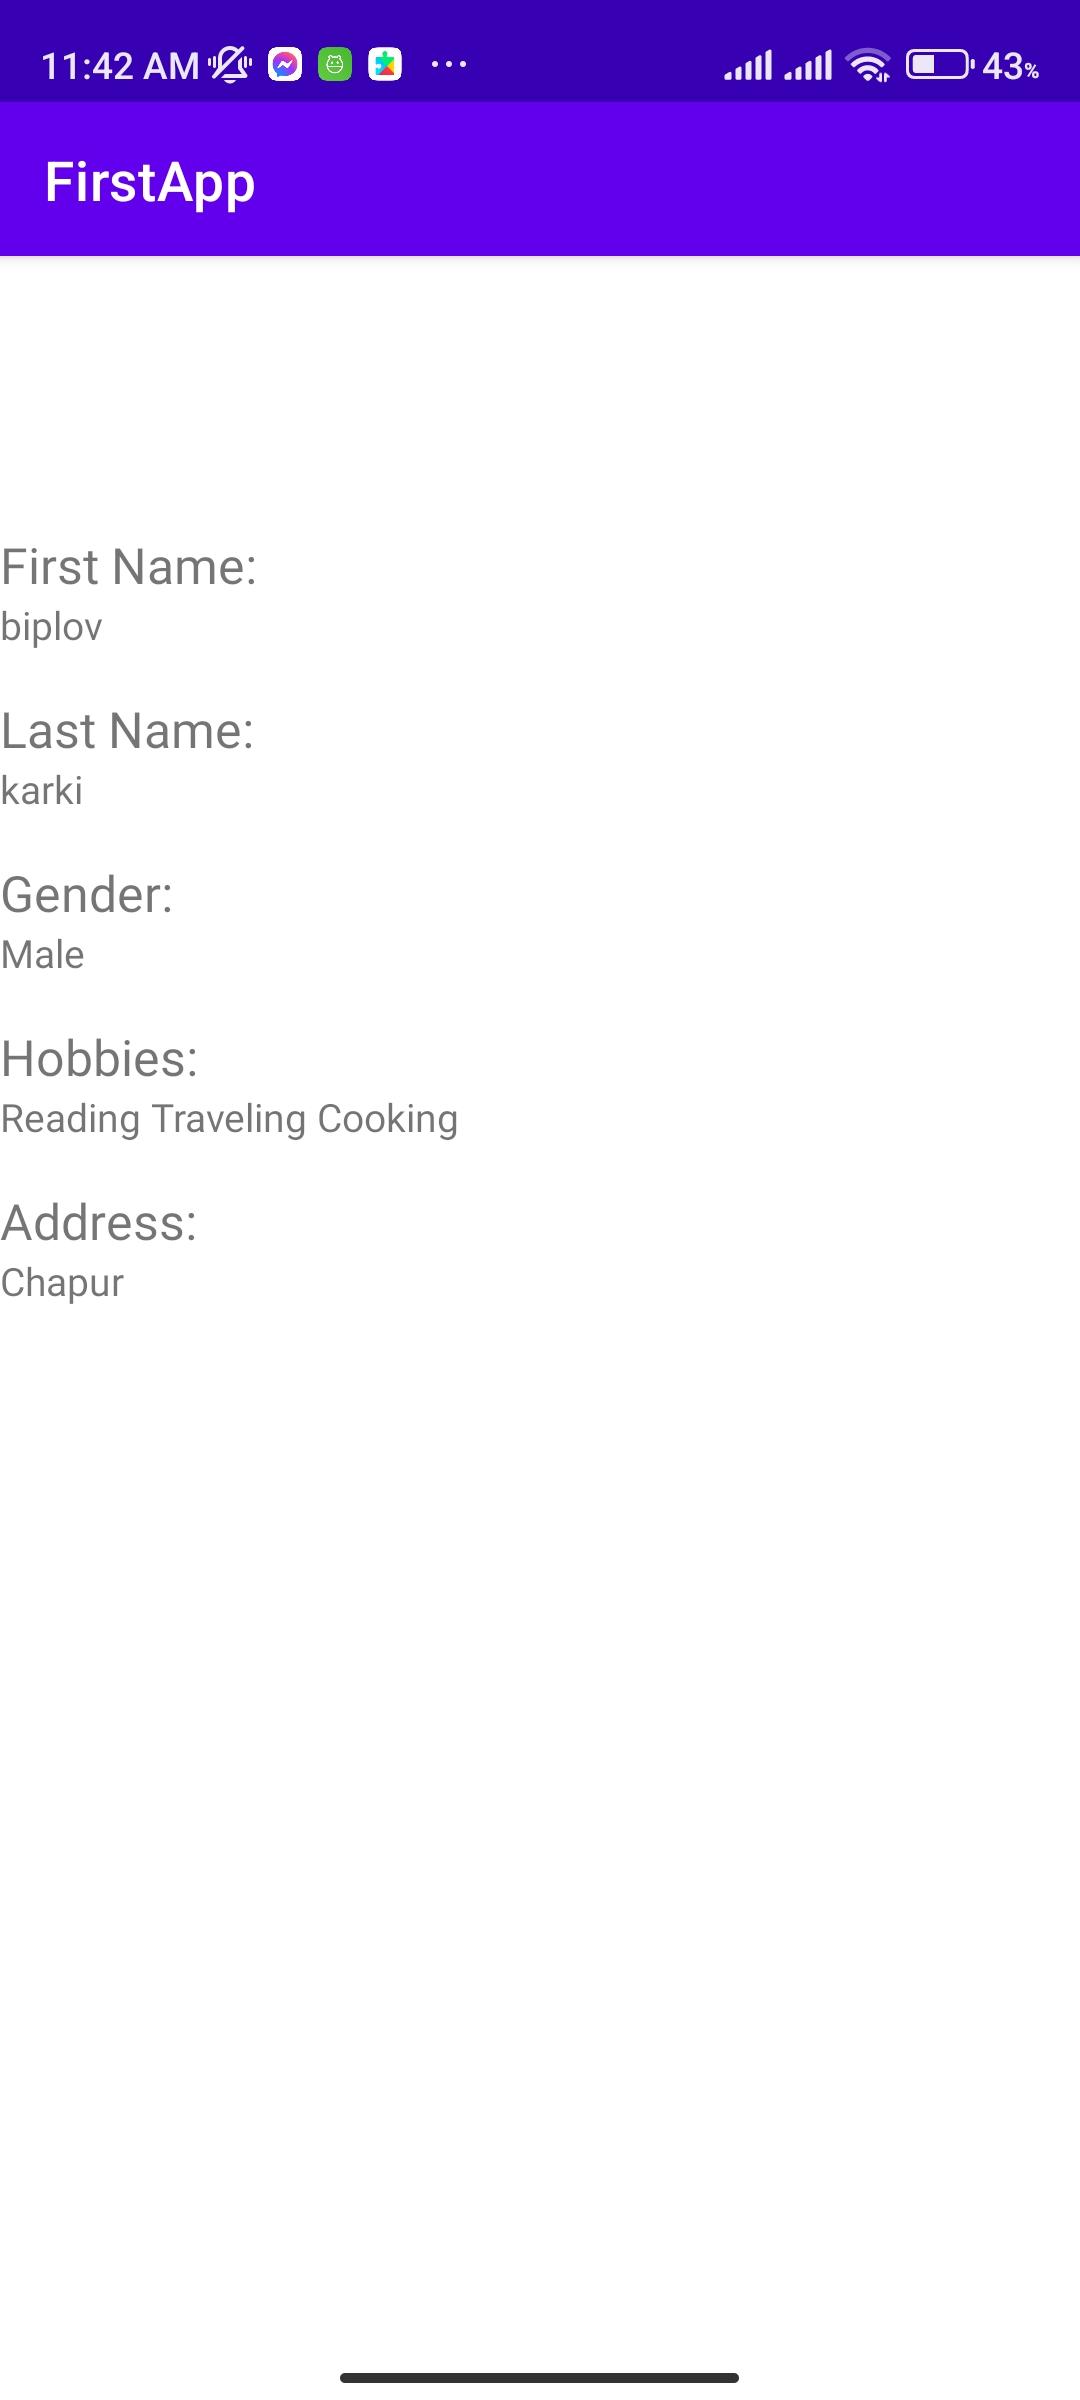 11:42 AM 43%
FirstApp
First Name:
biplov
Last Name:
karki
Gender:
Male
Hobbies:
Reading Traveling Cooking
Address:
Chapur